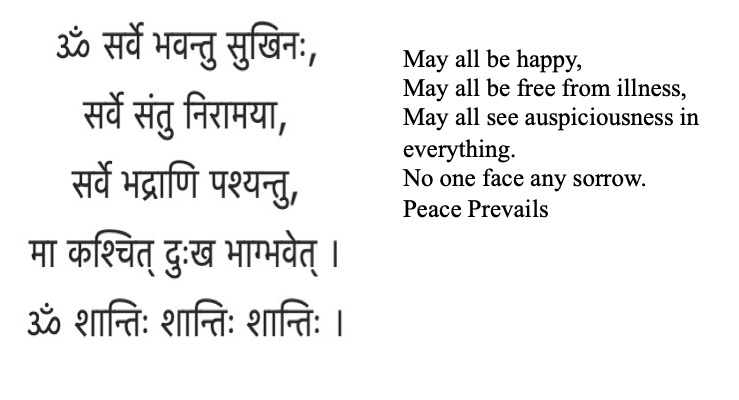 ॐ सर्वे भवन्तु सुखिनः,
सर्वे संतु निरामया,
सर्वे भद्राणि पश्यन्तु,
मा कश्चित् दुःख भाग्भवेत् ।
ॐ शान्तिः शान्तिः शान्तिः ।
May all be happy,
May all be free from illness,
May all see auspiciousness in
everything.
No one face any sorrow.
Peace Prevails